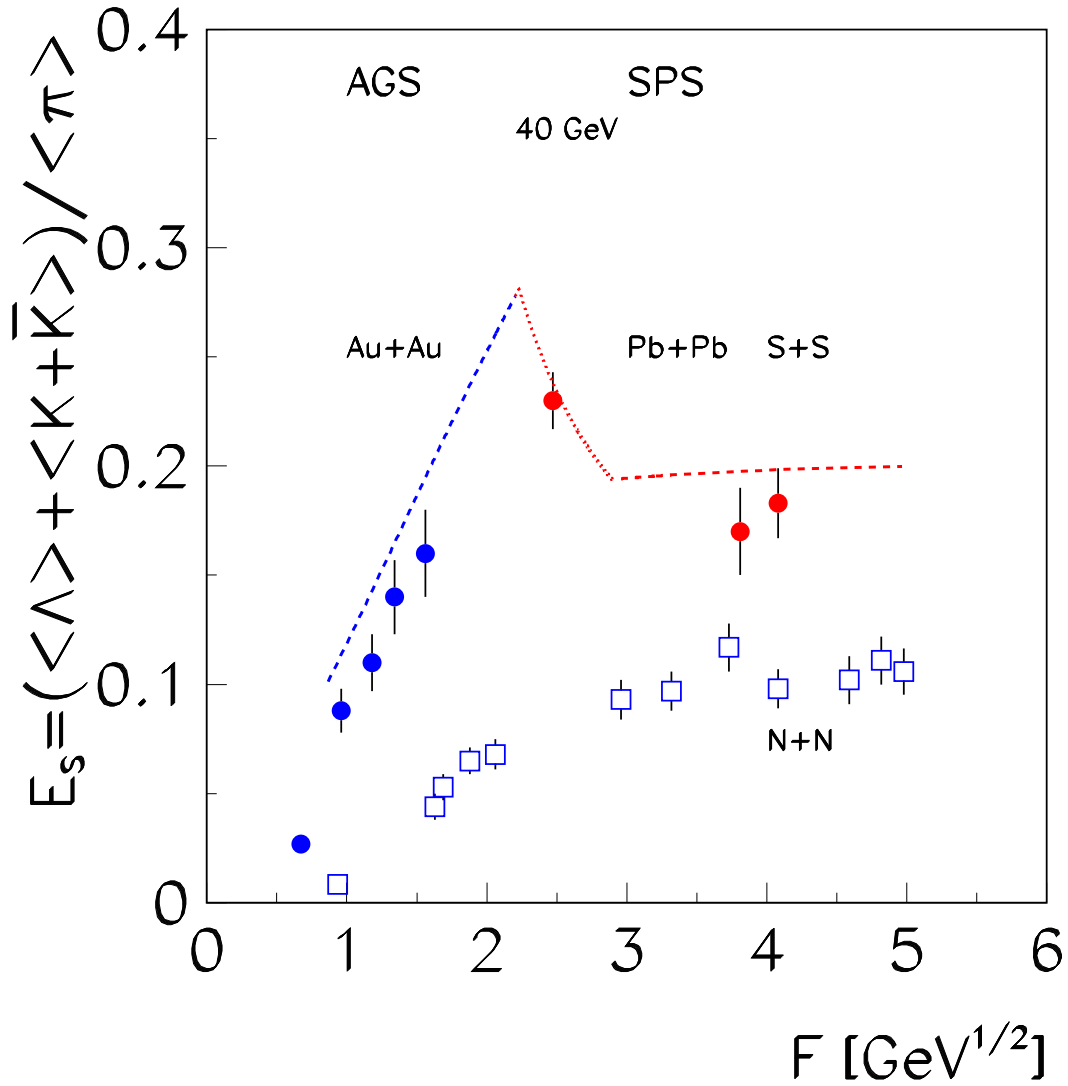 E_s=(<Λ>+<K+K̄>)/<π>
0.4
0.3
0.2
0.1
0
AGS SPS
40 GeV
Au+Au Pb+Pb S+S
N+N
0 1 2 3 4 5 6
F [GeV^1/2]